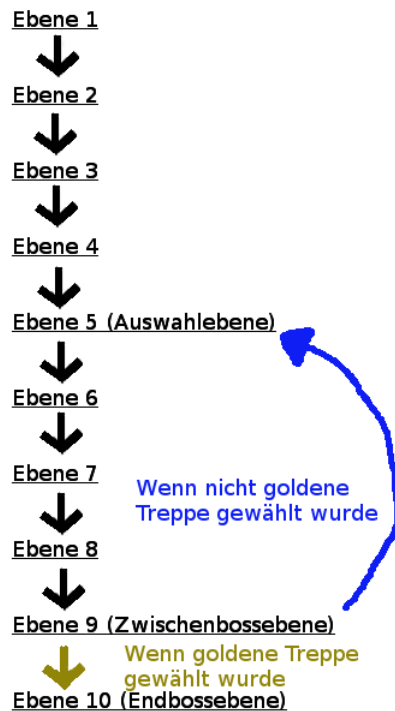 Ebene 1
Ebene 2
Ebene 3
Ebene 4
Ebene 5 (Auswahlebene)
Ebene 6
Ebene 7
Wenn nicht goldene
Treppe gewählt wurde
Ebene 8
Ebene 9 (Zwischenbossebene)
Wenn goldene Treppe
gewählt wurde
Ebene 10 (Endbossebene)